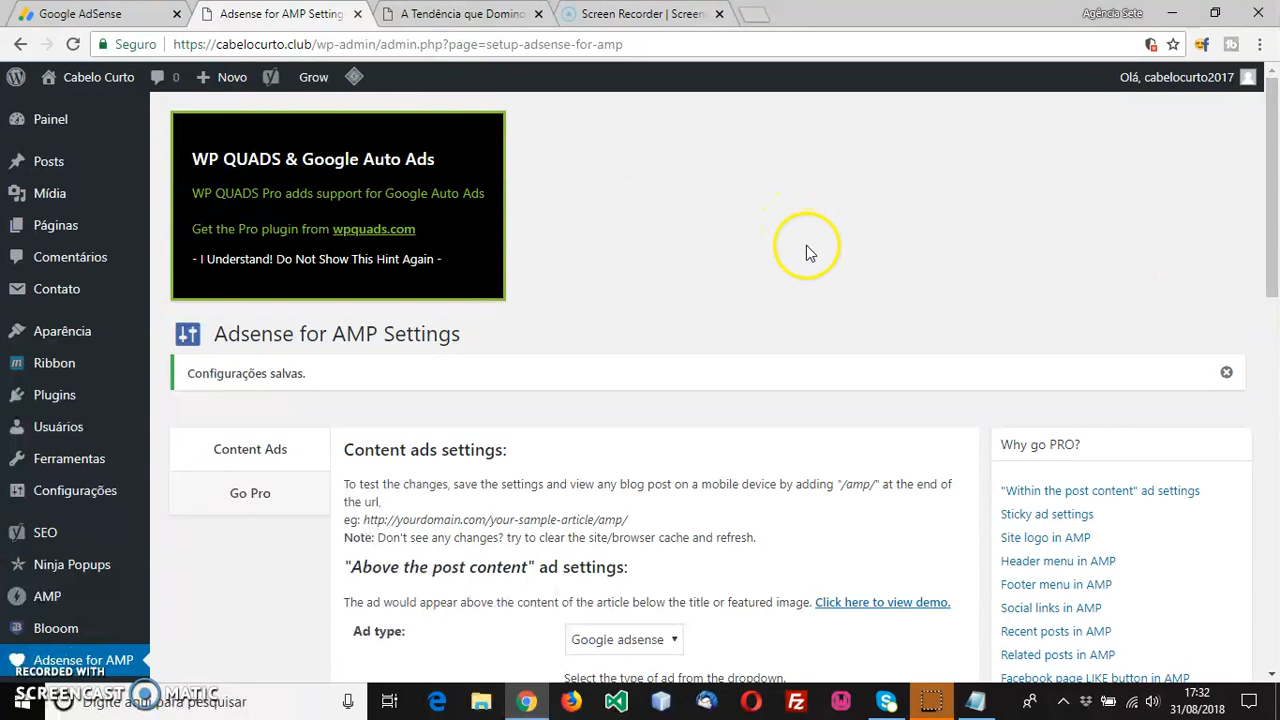 Google AdSense
Adsense for AMP Setting
A Tendência que Domino
Screen Recorder | Screen
Agência Sete
Seguro
https://cabelocurto.club/wp-admin/admin.php?page=setup-adsense-for-amp
Cabelo Curto
0
Novo
Grow
Olá, cabelocurto2017
Painel
Posts
Mídia
Páginas
Comentários
Contato
Aparência
Ribbon
Plugins
Usuários
Ferramentas
Configurações
SEO
Ninja Popups
AMP
Blooom
Adsense for AMP
WP QUADS & Google Auto Ads
WP QUADS Pro adds support for Google Auto Ads
Get the Pro plugin from wpquads.com
- I Understand! Do Not Show This Hint Again -
Adsense for AMP Settings
Configurações salvas.
Content Ads
Go Pro
Content ads settings:
To test the changes, save the settings and view any blog post on a mobile device by adding "/amp/" at the end of
the url,
eg: http://yourdomain.com/your-sample-article/amp/
Note: Don't see any changes? try to clear the site/browser cache and refresh.
"Above the post content" ad settings:
The ad would appear above the content of the article below the title or featured image. Click here to view demo.
Ad type:
Google adsense
Select the type of ad from the dropdown.
Why go PRO?
"Within the post content" ad settings
Sticky ad settings
Site logo in AMP
Header menu in AMP
Footer menu in AMP
Social links in AMP
Recent posts in AMP
Related posts in AMP
Facebook page LIKE button in AMP
RECORDED WITH
SCREENCAST MATIC
Digite aqui para pesquisar
17:32
31/08/2018